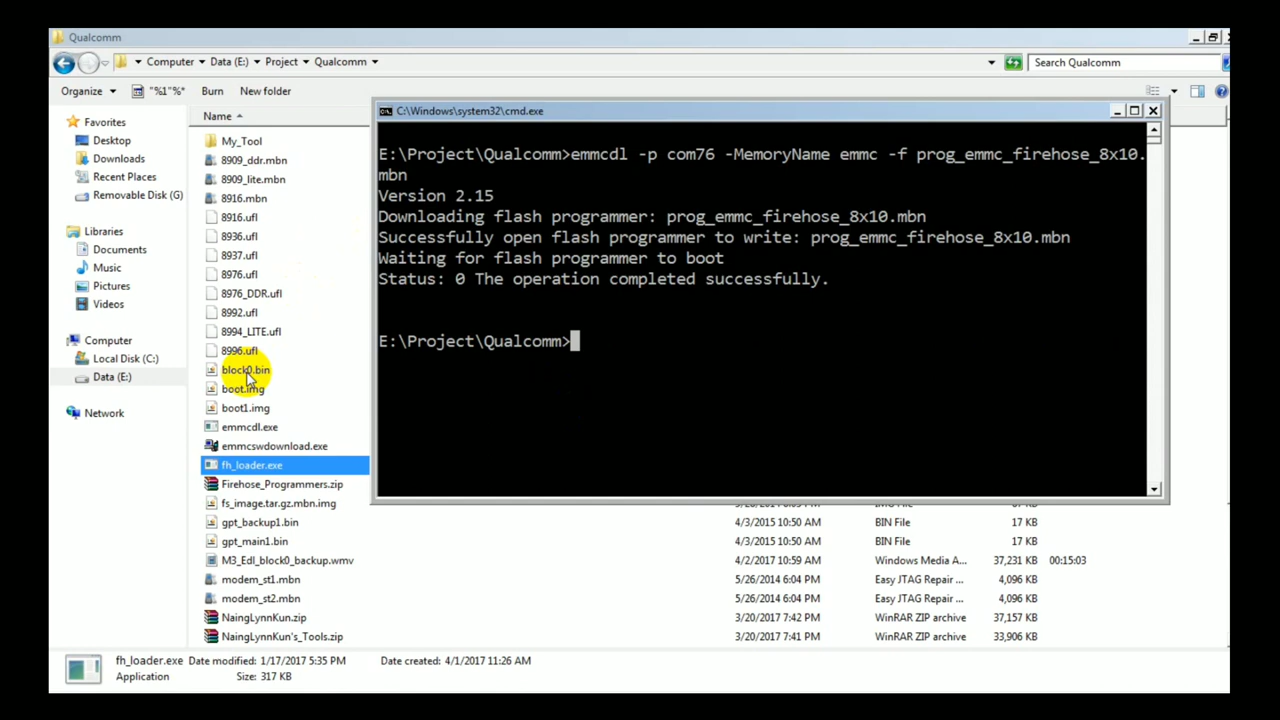 Qualcomm
Computer Data (E:) Project Qualcomm
Search Qualcomm
Organize "%1"%* Burn New folder
Favorites
Desktop
Downloads
Recent Places
Removable Disk (G)
Libraries
Documents
Music
Pictures
Videos
Computer
Local Disk (C:)
Data (E:)
Network
Name
My_Tool
8909_ddr.mbn
8909_lite.mbn
8916.mbn
8916.ufl
8936.ufl
8937.ufl
8976.ufl
8976_DDR.ufl
8992.ufl
8994_LITE.ufl
8996.ufl
block0.bin
boot.img
boot1.img
emmcdl.exe
emmcswdownload.exe
fh_loader.exe
Firehose_Programmers.zip
fs_image.tar.gz.mbn.img
gpt_backup1.bin 4/3/2015 10:50 AM BIN File 17 KB
gpt_main1.bin 4/3/2015 10:50 AM BIN File 17 KB
M3_Edl_block0_backup.wmv 4/2/2017 10:59 AM Windows Media A... 37,231 KB 00:15:03
modem_st1.mbn 5/26/2014 6:04 PM Easy JTAG Repair ... 4,096 KB
modem_st2.mbn 5/26/2014 6:04 PM Easy JTAG Repair ... 4,096 KB
NaingLynnKun.zip 3/20/2017 7:42 PM WinRAR ZIP archive 37,157 KB
NaingLynnKun's_Tools.zip 3/20/2017 7:41 PM WinRAR ZIP archive 33,906 KB
C:\Windows\system32\cmd.exe
E:\Project\Qualcomm>emmcdl -p com76 -MemoryName emmc -f prog_emmc_firehose_8x10.
mbn
Version 2.15
Downloading flash programmer: prog_emmc_firehose_8x10.mbn
Successfully open flash programmer to write: prog_emmc_firehose_8x10.mbn
Waiting for flash programmer to boot
Status: 0 The operation completed successfully.
E:\Project\Qualcomm>
fh_loader.exe Date modified: 1/17/2017 5:35 PM Date created: 4/1/2017 11:26 AM
Application Size: 317 KB